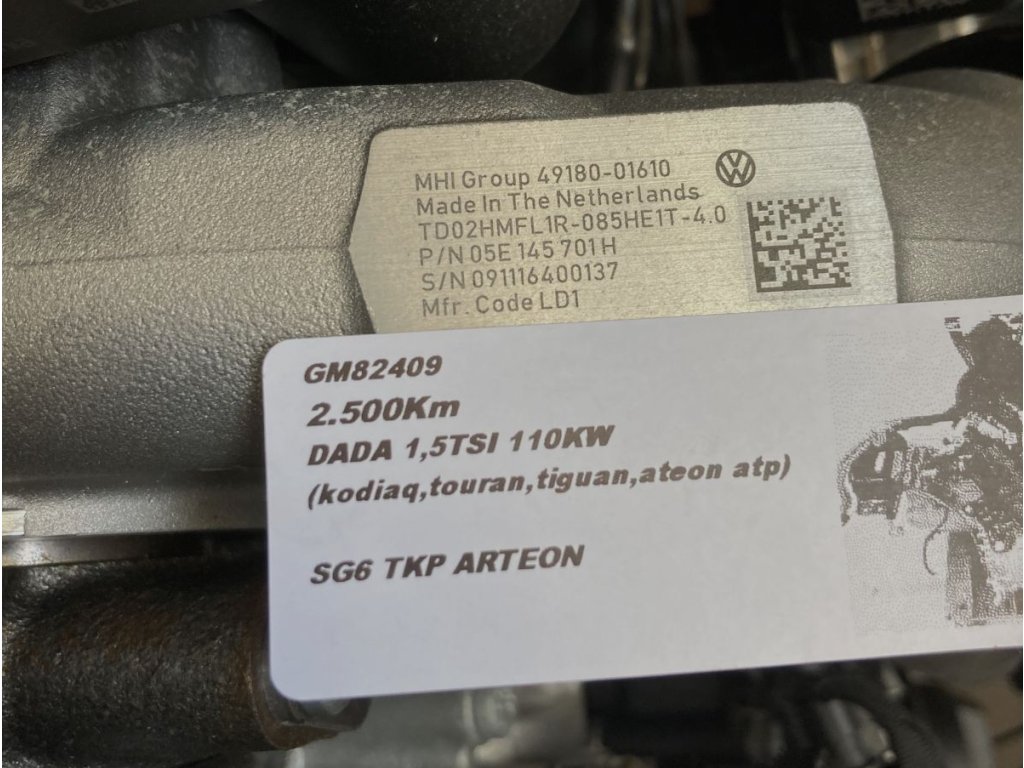 MHI Group 49180-01610
Made In The Netherlands
TD02HMFL1R-085HE1T-4.0
P/N 05E 145 701 H
S/N 091116400137
Mfr. Code LD1
GM82409
2.500Km
DADA 1,5TSI 110KW
(kodiaq,touran,tiguan,ateon atp)
SG6 TKP ARTEON